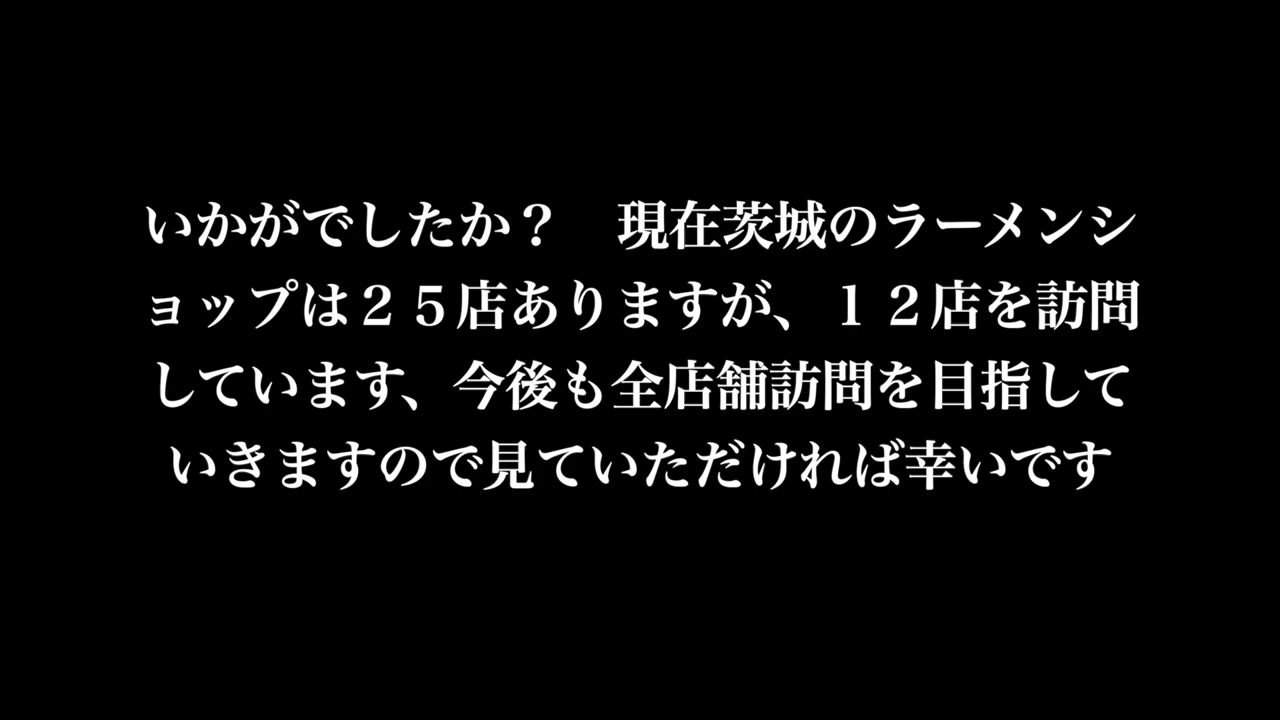 いかがでしたか？　現在茨城のラーメンシ
ョップは２５店ありますが、１２店を訪問
しています、今後も全店舗訪問を目指して
いきますので見ていただければ幸いです